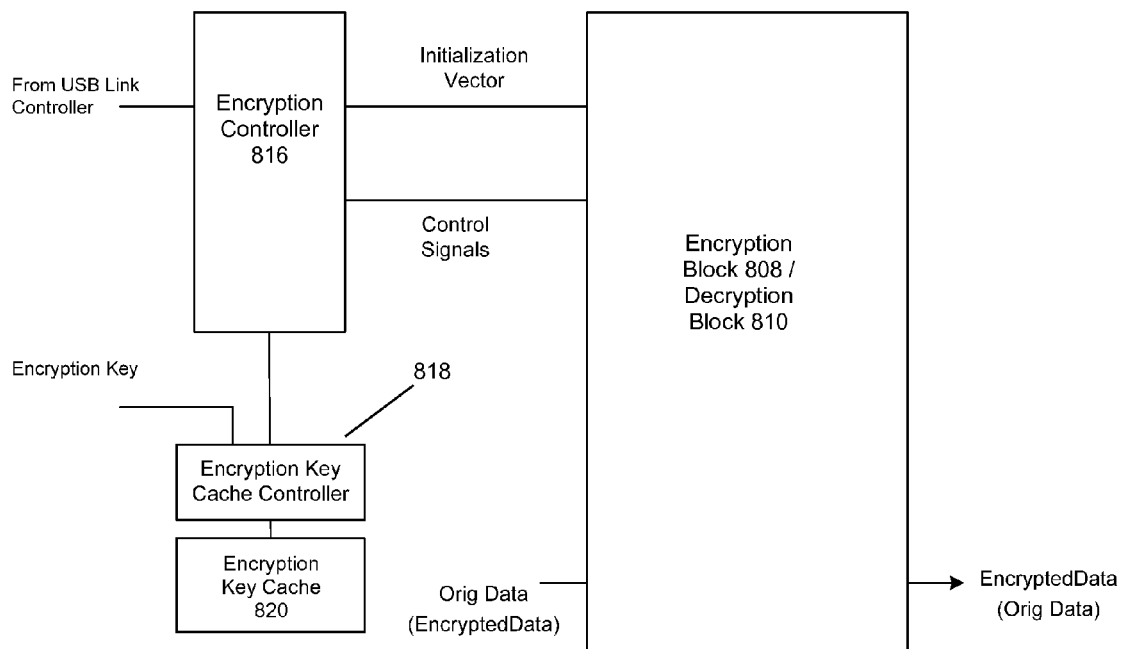 From USB Link
Controller
Encryption
Controller
816
Initialization
Vector
Control
Signals
Encryption
Block 808 /
Decryption
Block 810
Encryption Key
818
Encryption Key
Cache Controller
Encryption
Key Cache
820
Orig Data
(EncryptedData)
EncryptedData
(Orig Data)